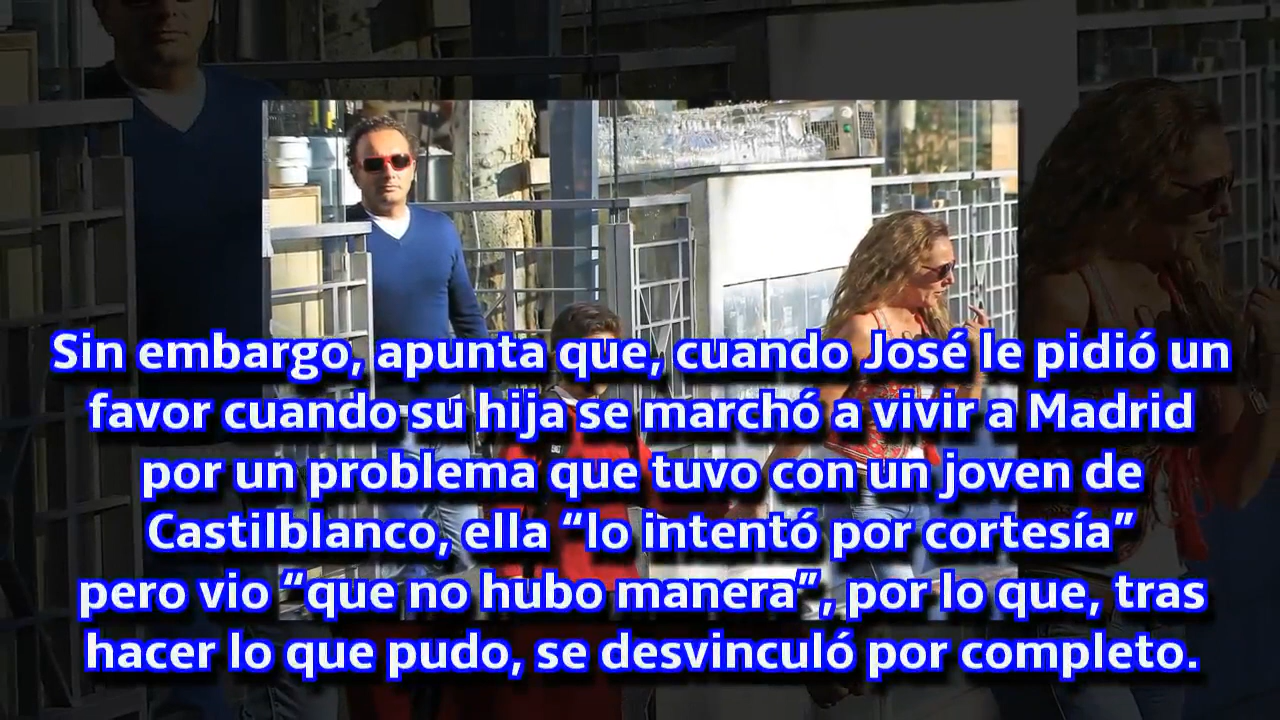 Sin embargo, apunta que, cuando José le pidió un
favor cuando su hija se marchó a vivir a Madrid
por un problema que tuvo con un joven de
Castilblanco, ella “lo intentó por cortesía”
pero vio “que no hubo manera”, por lo que, tras
hacer lo que pudo, se desvinculó por completo.